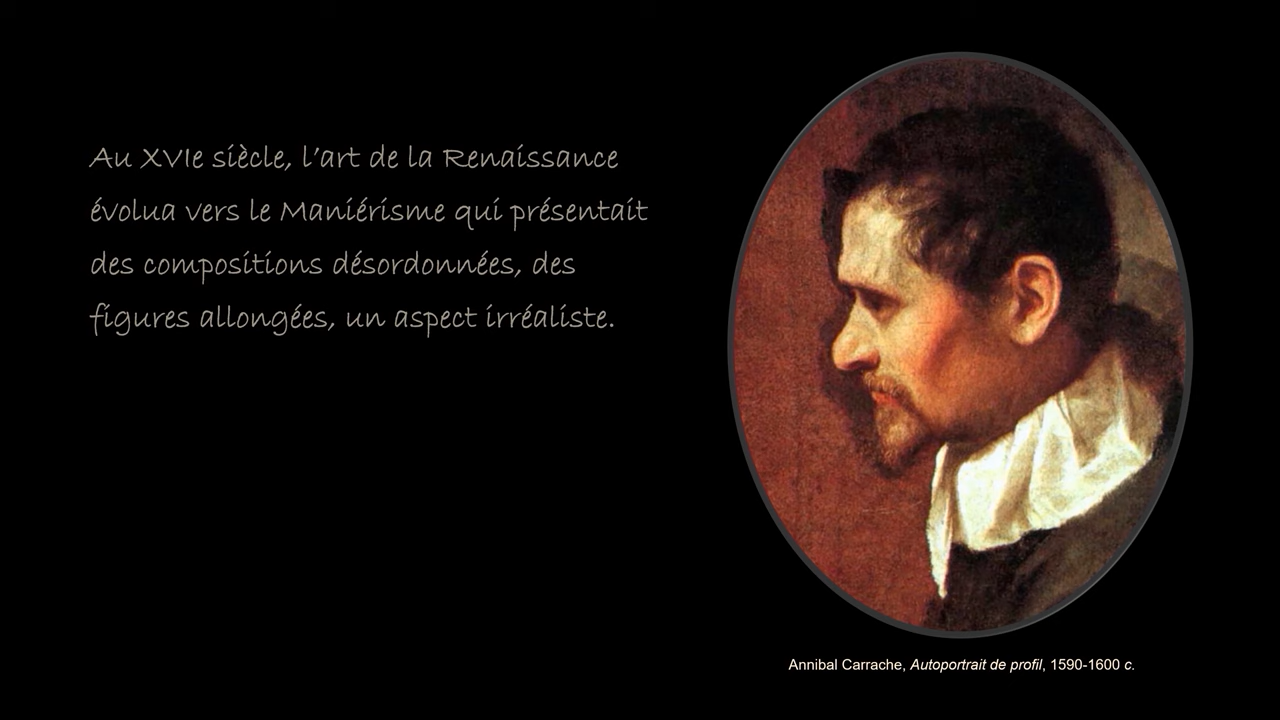 Au XVIe siècle, l'art de la Renaissance
évolua vers le Maniérisme qui présentait
des compositions désordonnées, des
figures allongées, un aspect irréaliste.
Annibal Carrache, Autoportrait de profil, 1590-1600 c.